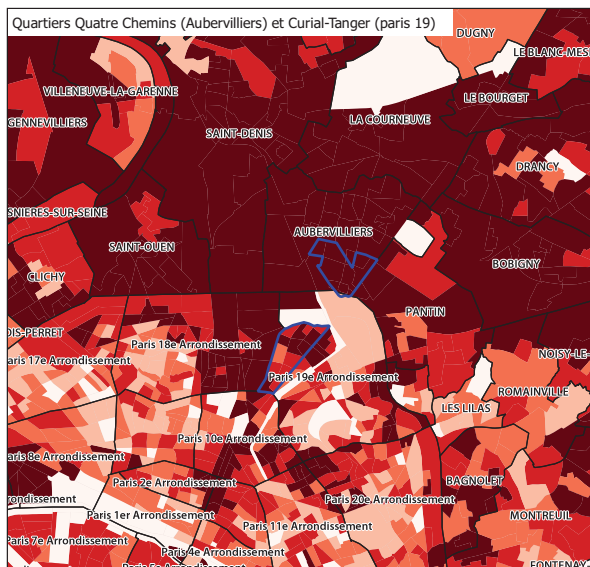 Quartiers Quatre Chemins (Aubervilliers) et Curial-Tanger (paris 19)
DUGNY
LE BLANC-MES
VILLENEUVE-LA-GARENNE
LE BOURGET
GENNEVILLIERS
SAINT-DENIS
LA COURNEUVE
DRANCY
SNIERES-SUR-SEINE
AUBERVILLIERS
SAINT-OUEN
BOBIGNY
CLICHY
PANTIN
OIS-PERRET
Paris 18e Arrondissement
NOISY-LE-
aris 17e Arrondissement
Paris 19e Arrondissement
ROMAINVILLE
LES LILAS
Paris 10e Arrondissement
aris 8e Arrondissement
Paris 2e Arrondissement
BAGNOLET
rondissement
Paris 20e Arrondissement
Paris 1er Arrondissement
MONTREUIL
Paris 11e Arrondissement
Paris 7e Arrondissement
Paris 4e Arrondissement
FONTENAY